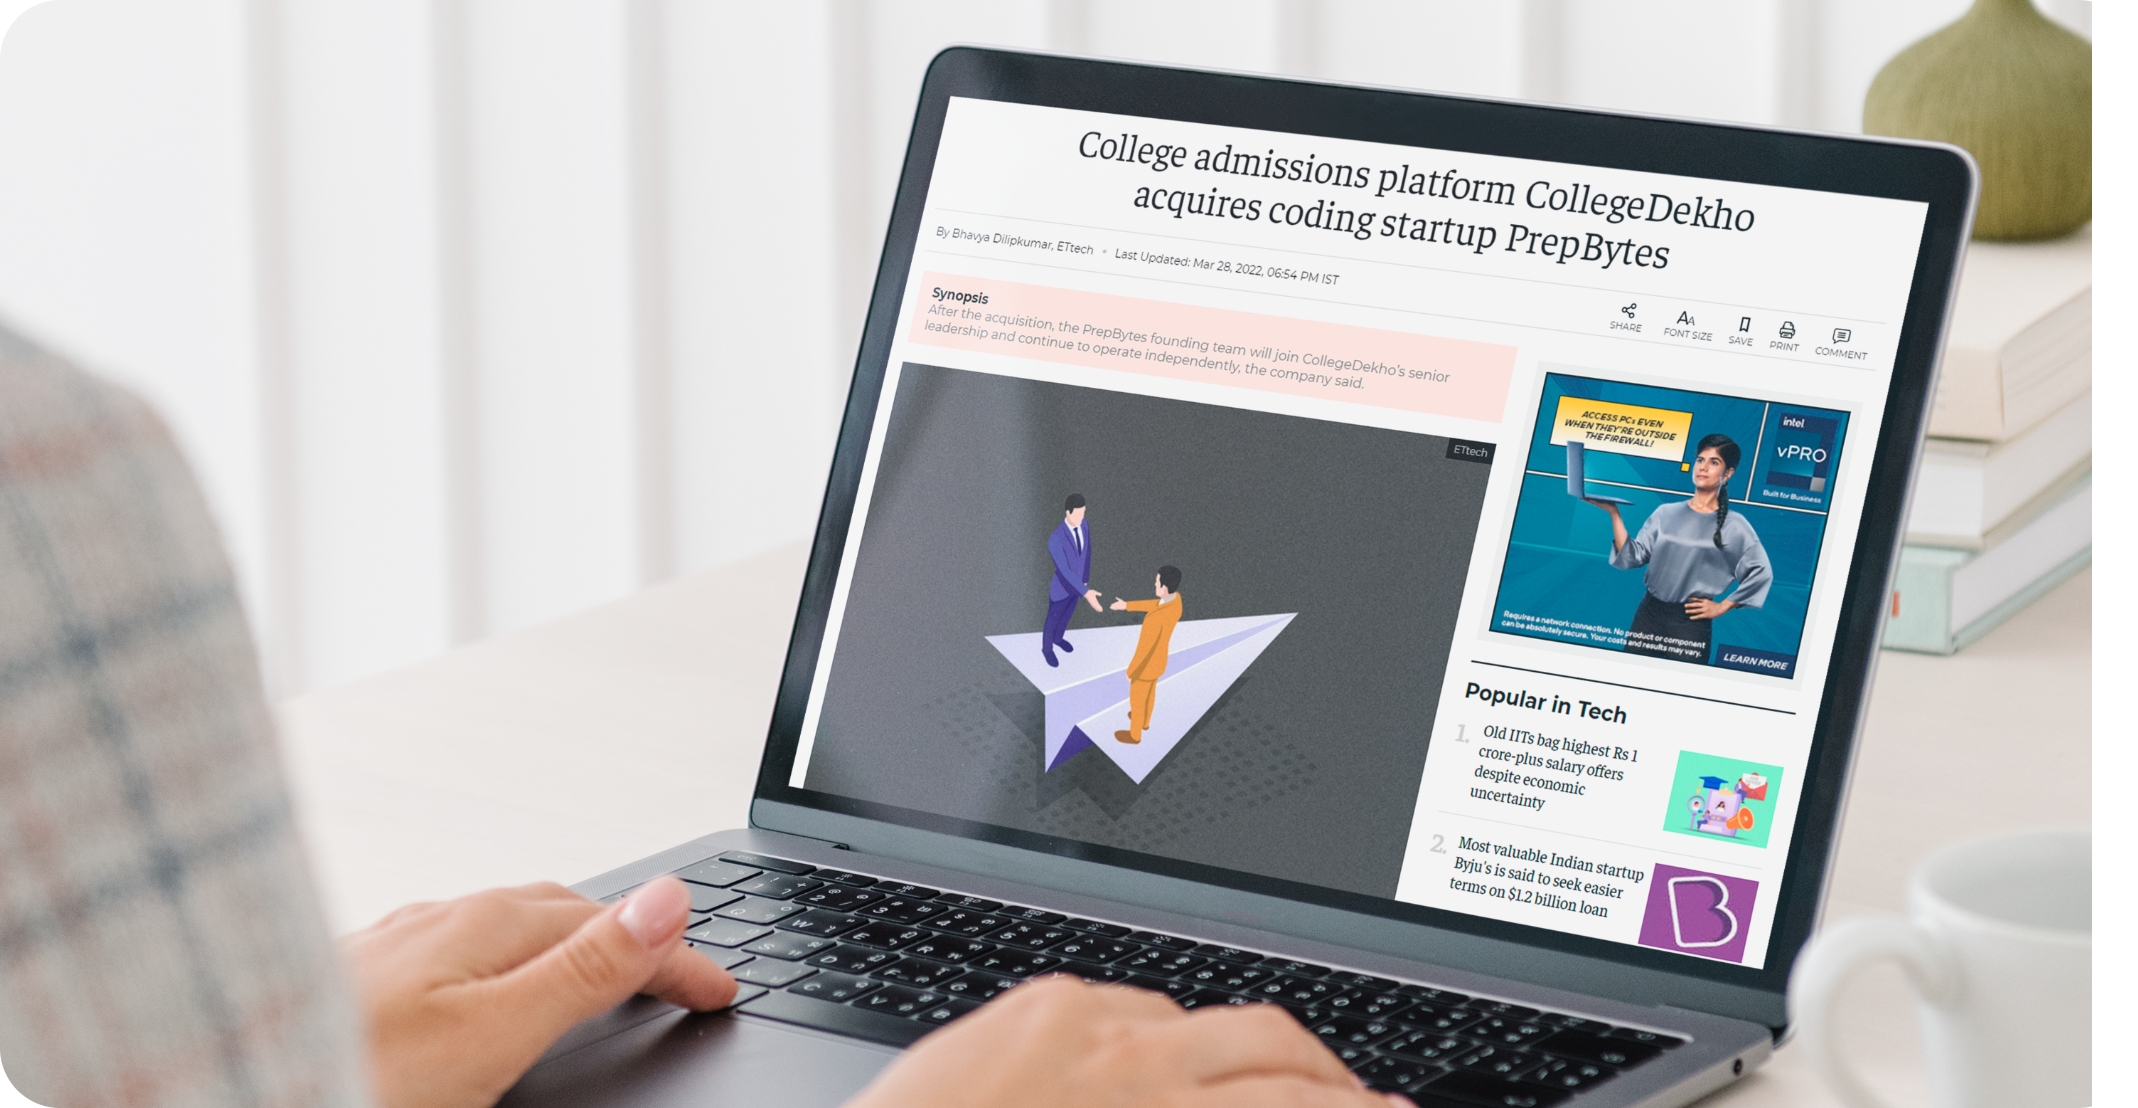 College admissions platform CollegeDekho
acquires coding startup PrepBytes
By Bhavya Dilipkumar, ETtech • Last Updated: Mar 28, 2022, 06:54 PM IST
SHARE
FONT SIZE
SAVE
PRINT
COMMENT
Synopsis
After the acquisition, the PrepBytes founding team will join CollegeDekho's senior
leadership and continue to operate independently, the company said.
ETtech
ACCESS PCs EVEN
WHEN THEY'RE OUTSIDE
THE FIREWALL!
intel
vPRO
Built for Business
Requires a network connection. No product or component
can be absolutely secure. Your costs and results may vary.
LEARN MORE
Popular in Tech
1.
Old IITs bag highest Rs 1
crore-plus salary offers
despite economic
uncertainty
2.
Most valuable Indian startup
Byju's is said to seek easier
terms on $1.2 billion loan
B